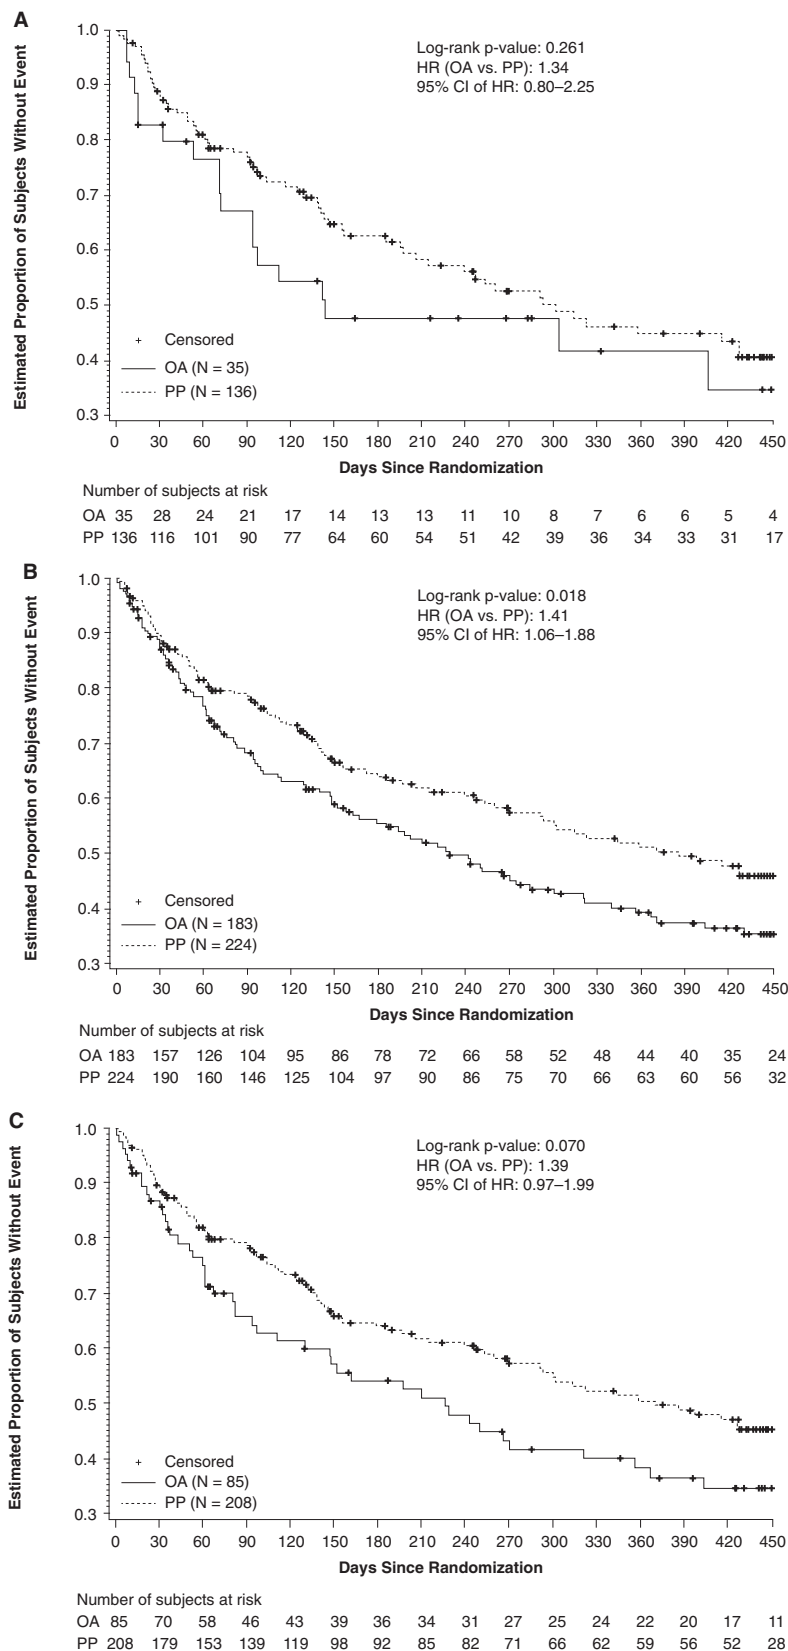 A
Estimated Proportion of Subjects Without Event
1.0
0.9
0.8
0.7
0.6
0.5
0.4
0.3
Log-rank p-value: 0.261
HR (OA vs. PP): 1.34
95% CI of HR: 0.80–2.25
+ Censored
OA (N = 35)
PP (N = 136)
0 30 60 90 120 150 180 210 240 270 300 330 360 390 420 450
Days Since Randomization
Number of subjects at risk
OA 35 28 24 21 17 14 13 13 11 10 8 7 6 6 5 4
PP 136 116 101 90 77 64 60 54 51 42 39 36 34 33 31 17
B
Estimated Proportion of Subjects Without Event
1.0
0.9
0.8
0.7
0.6
0.5
0.4
0.3
Log-rank p-value: 0.018
HR (OA vs. PP): 1.41
95% CI of HR: 1.06–1.88
+ Censored
OA (N = 183)
PP (N = 224)
0 30 60 90 120 150 180 210 240 270 300 330 360 390 420 450
Days Since Randomization
Number of subjects at risk
OA 183 157 126 104 95 86 78 72 66 58 52 48 44 40 35 24
PP 224 190 160 146 125 104 97 90 86 75 70 66 63 60 56 32
C
Estimated Proportion of Subjects Without Event
1.0
0.9
0.8
0.7
0.6
0.5
0.4
0.3
Log-rank p-value: 0.070
HR (OA vs. PP): 1.39
95% CI of HR: 0.97–1.99
+ Censored
OA (N = 85)
PP (N = 208)
0 30 60 90 120 150 180 210 240 270 300 330 360 390 420 450
Days Since Randomization
Number of subjects at risk
OA 85 70 58 46 43 39 36 34 31 27 25 24 22 20 17 11
PP 208 179 153 139 119 98 92 85 82 71 66 62 59 56 52 28